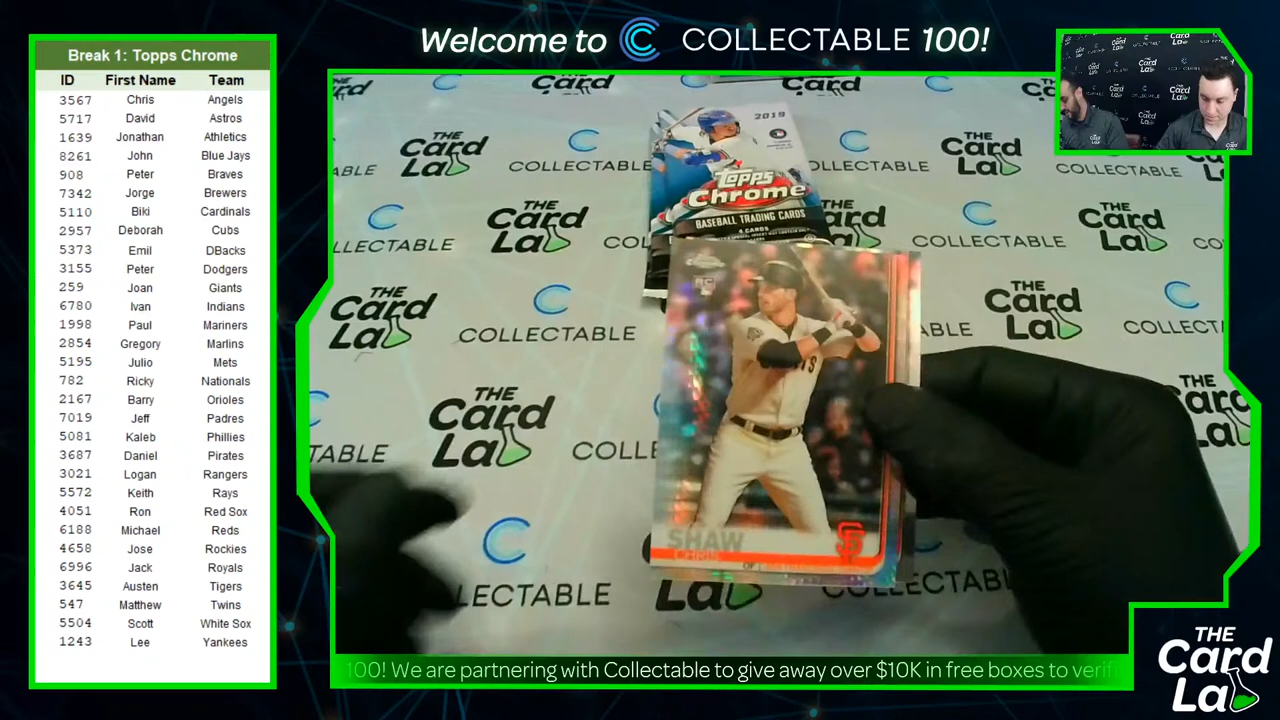 Welcome to COLLECTABLE 100!
Break 1: Topps Chrome
ID First Name Team
3567 Chris Angels
5717 David Astros
1639 Jonathan Athletics
8261 John Blue Jays
908 Peter Braves
7342 Jorge Brewers
5110 Biki Cardinals
2957 Deborah Cubs
5373 Emil DBacks
3155 Peter Dodgers
259 Joan Giants
6780 Ivan Indians
1998 Paul Mariners
2854 Gregory Marlins
5195 Julio Mets
782 Ricky Nationals
2167 Barry Orioles
7019 Jeff Padres
5081 Kaleb Phillies
3687 Daniel Pirates
3021 Logan Rangers
5572 Keith Rays
4051 Ron Red Sox
6188 Michael Reds
4658 Jose Rockies
6996 Jack Royals
3645 Austen Tigers
547 Matthew Twins
5504 Scott White Sox
1243 Lee Yankees
The Card Lab
COLLECTABLE
2019
Topps
Chrome
BASEBALL TRADING CARDS
4 CARDS
RC
SHAW
CHRIS
OF
SF
100! We are partnering with Collectable to give away over $10K in free boxes to verif
THE
Card
Lab